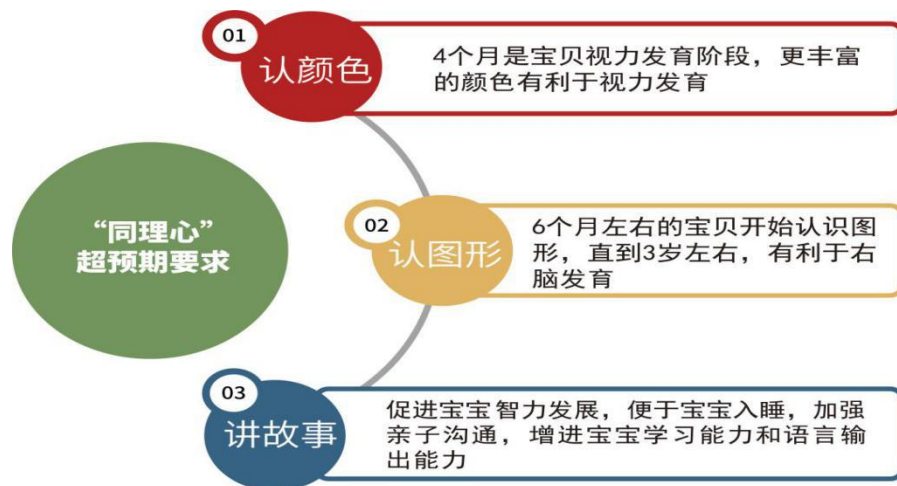 01
认颜色
4个月是宝贝视力发育阶段，更丰富
的颜色有利于视力发育
“同理心”
超预期要求
02
认图形
6个月左右的宝贝开始认识图
形，直到3岁左右，有利于右
脑发育
03
讲故事
促进宝宝智力发展，便于宝宝入睡，加强
亲子沟通，增进宝宝学习能力和语言输
出能力